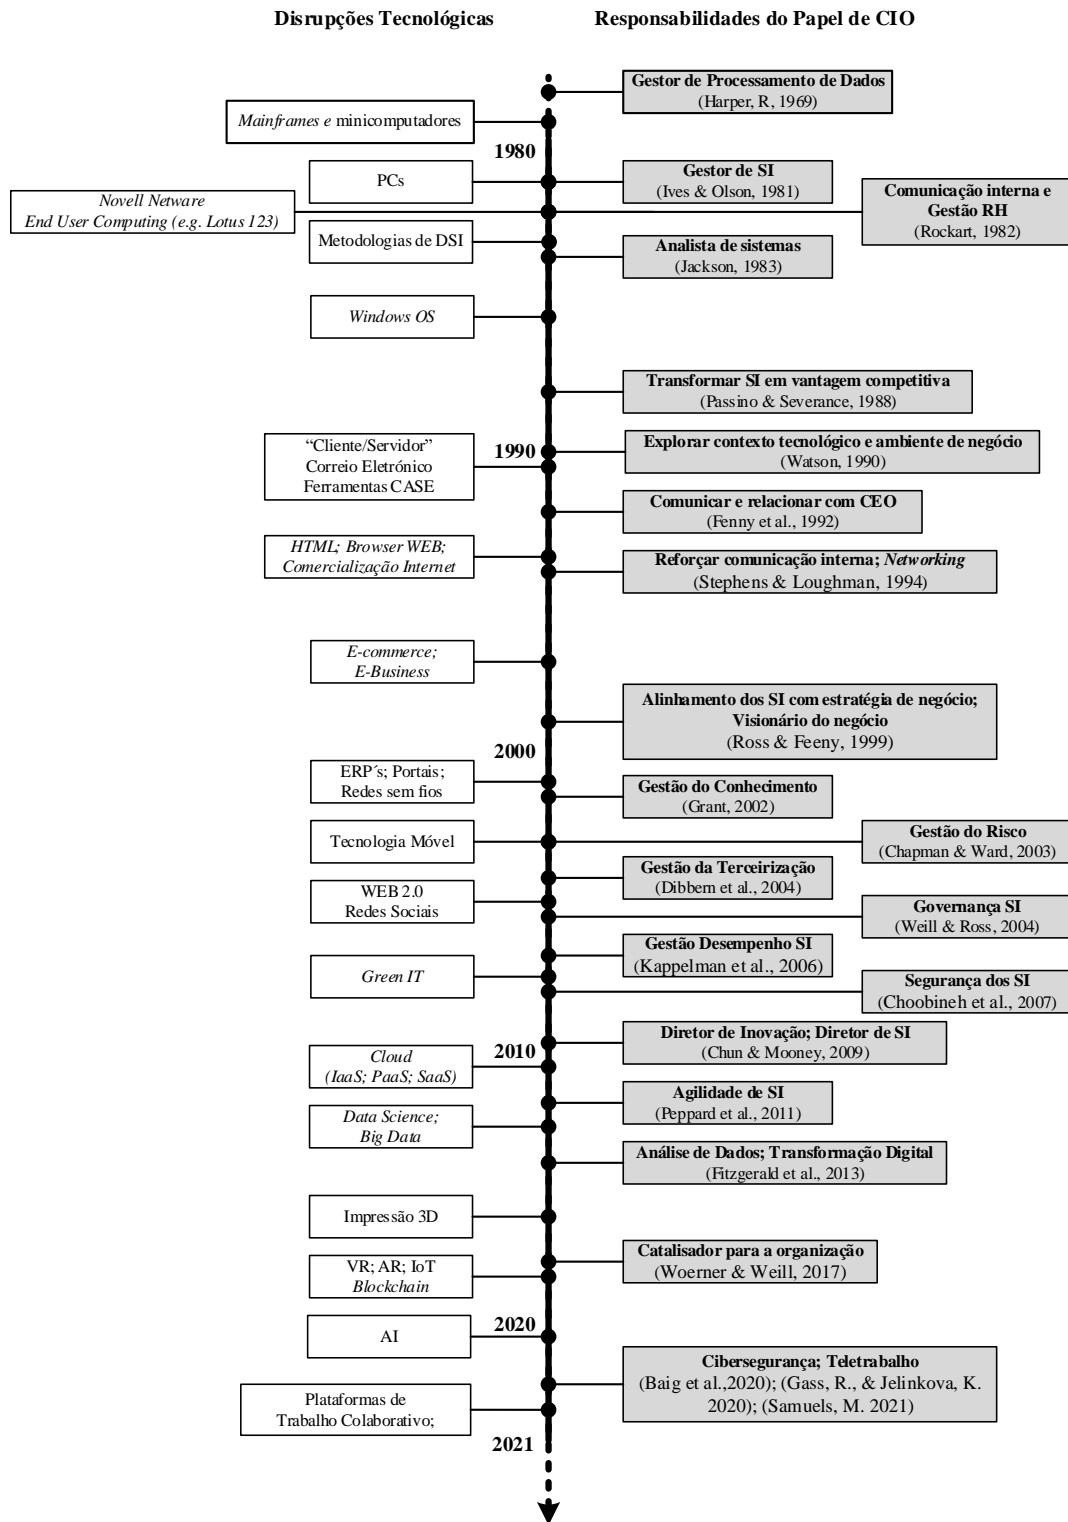 Disrupções Tecnológicas
Responsabilidades do Papel de CIO
Gestor de Processamento de Dados
(Harper, R, 1969)
Mainframes e minicomputadores
1980
PCs
Gestor de SI
(Ives & Olson, 1981)
Novell Netware
End User Computing (e.g. Lotus 123)
Comunicação interna e
Gestão RH
(Rockart, 1982)
Metodologias de DSI
Analista de sistemas
(Jackson, 1983)
Windows OS
Transformar SI em vantagem competitiva
(Passino & Severance, 1988)
“Cliente/Servidor”
Correio Eletrónico
Ferramentas CASE
1990
Explorar contexto tecnológico e ambiente de negócio
(Watson, 1990)
Comunicar e relacionar com CEO
(Fenny et al., 1992)
HTML; Browser WEB;
Comercialização Internet
Reforçar comunicação interna; Networking
(Stephens & Loughman, 1994)
E-commerce;
E-Business
Alinhamento dos SI com estratégia de negócio;
Visionário do negócio
(Ross & Feeny, 1999)
2000
ERP´s; Portais;
Redes sem fios
Gestão do Conhecimento
(Grant, 2002)
Tecnologia Móvel
Gestão do Risco
(Chapman & Ward, 2003)
Gestão da Terceirização
(Dibbern et al., 2004)
WEB 2.0
Redes Sociais
Governança SI
(Weill & Ross, 2004)
Gestão Desempenho SI
(Kappelman et al., 2006)
Green IT
Segurança dos SI
(Choobineh et al., 2007)
Diretor de Inovação; Diretor de SI
(Chun & Mooney, 2009)
2010
Cloud
(IaaS; PaaS; SaaS)
Agilidade de SI
(Peppard et al., 2011)
Data Science;
Big Data
Análise de Dados; Transformação Digital
(Fitzgerald et al., 2013)
Impressão 3D
Catalisador para a organização
(Woerner & Weill, 2017)
VR; AR; IoT
Blockchain
2020
AI
Cibersegurança; Teletrabalho
(Baig et al.,2020); (Gass, R., & Jelinkova, K.
2020); (Samuels, M. 2021)
Plataformas de
Trabalho Colaborativo;
2021